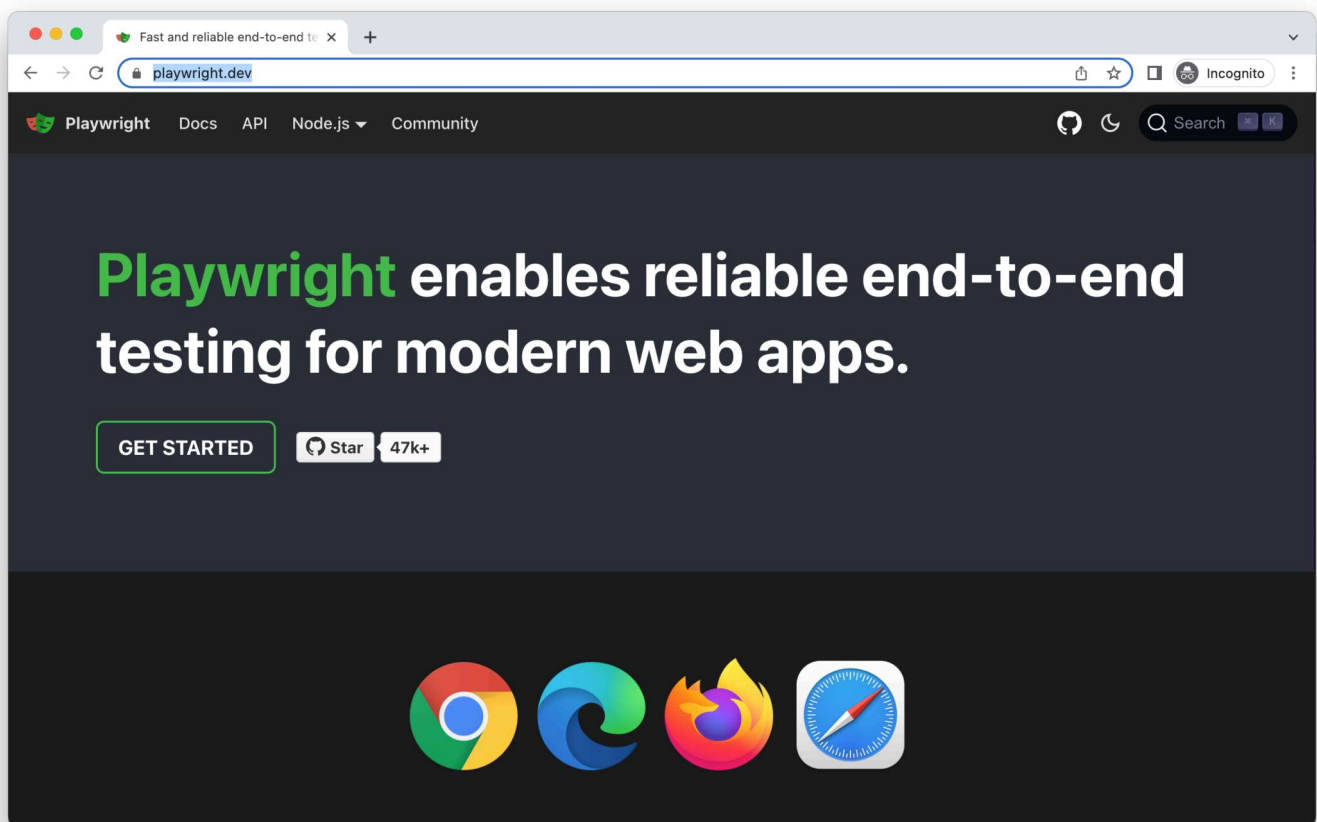 Fast and reliable end-to-end te
playwright.dev
Incognito
Playwright Docs API Node.js Community
Search ⌘ K
Playwright enables reliable end-to-end
testing for modern web apps.
GET STARTED
Star 47k+